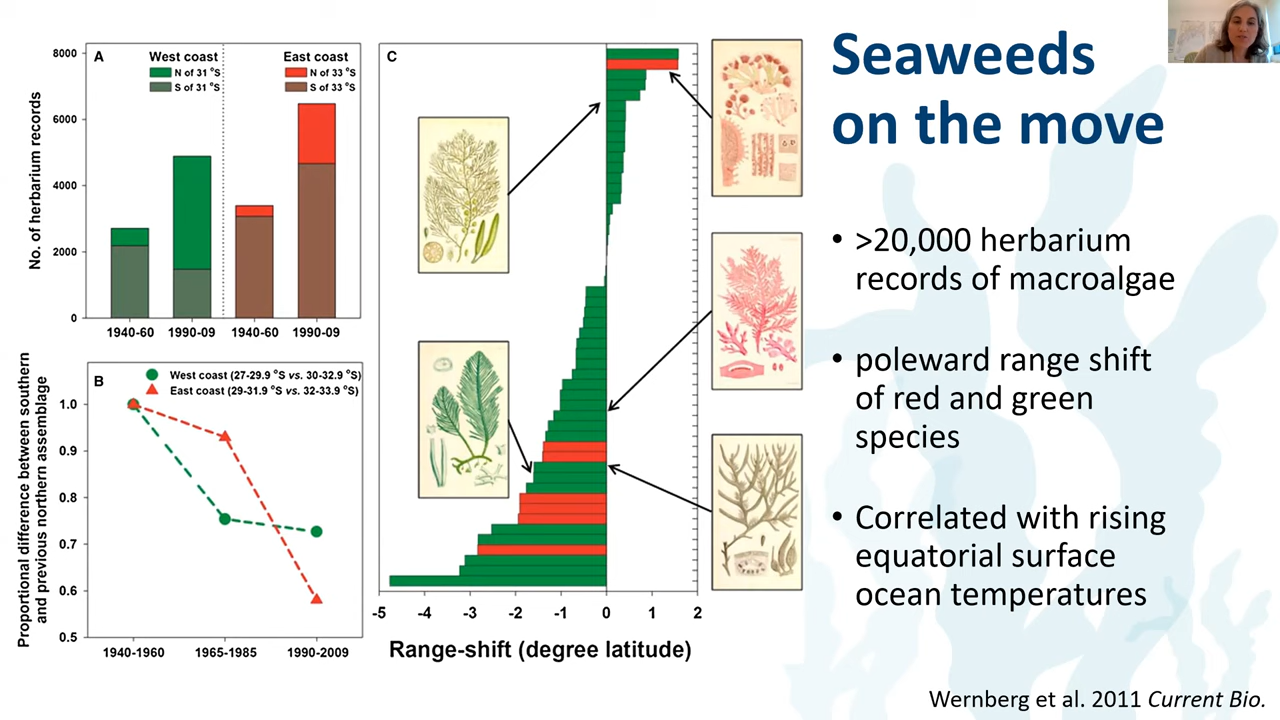 Seaweeds
on the move
• >20,000 herbarium
records of macroalgae
• poleward range shift
of red and green
species
• Correlated with rising
equatorial surface
ocean temperatures
Wernberg et al. 2011 Current Bio.
A
West coast
N of 31 °S
S of 31 °S
East coast
N of 33 °S
S of 33 °S
No. of herbarium records
8000
6000
4000
2000
0
1940-60
1990-09
1940-60
1990-09
B
West coast (27-29.9 °S vs. 30-32.9 °S)
East coast (29-31.9 °S vs. 32-33.9 °S)
Proportional difference between southern
and previous northern assemblage
1.0
0.9
0.8
0.7
0.6
0.5
1940-1960
1965-1985
1990-2009
C
-5
-4
-3
-2
-1
0
1
2
Range-shift (degree latitude)